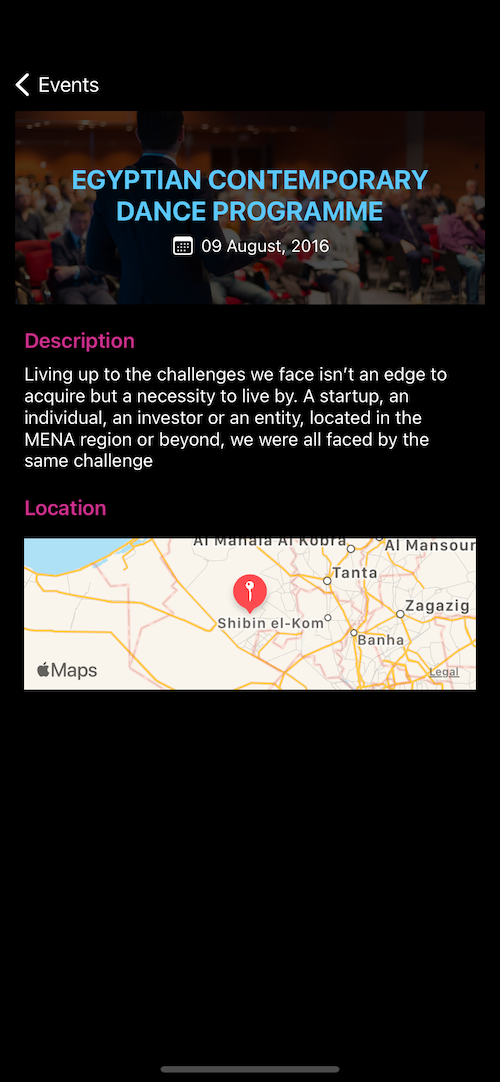 Events
EGYPTIAN CONTEMPORARY
DANCE PROGRAMME
09 August, 2016
Description
Living up to the challenges we face isn’t an edge to
acquire but a necessity to live by. A startup, an
individual, an investor or an entity, located in the
MENA region or beyond, we were all faced by the
same challenge
Location
Al Mahala Al Kobra
Al Mansour
Tanta
Zagazig
Shibin el-Kom
Banha
Maps
Legal